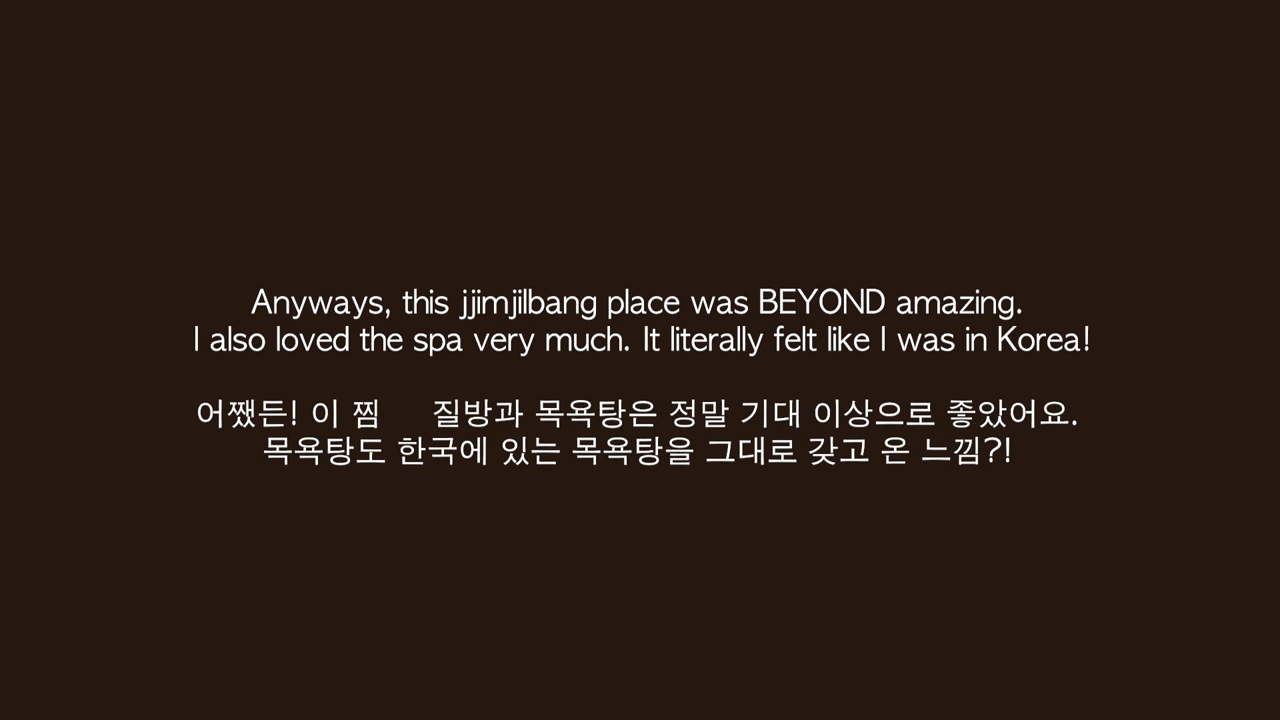 Anyways, this jjimjilbang place was BEYOND amazing.
I also loved the spa very much. It literally felt like I was in Korea!
어쨌든! 이 찜 질방과 목욕탕은 정말 기대 이상으로 좋았어요.
목욕탕도 한국에 있는 목욕탕을 그대로 갖고 온 느낌?!